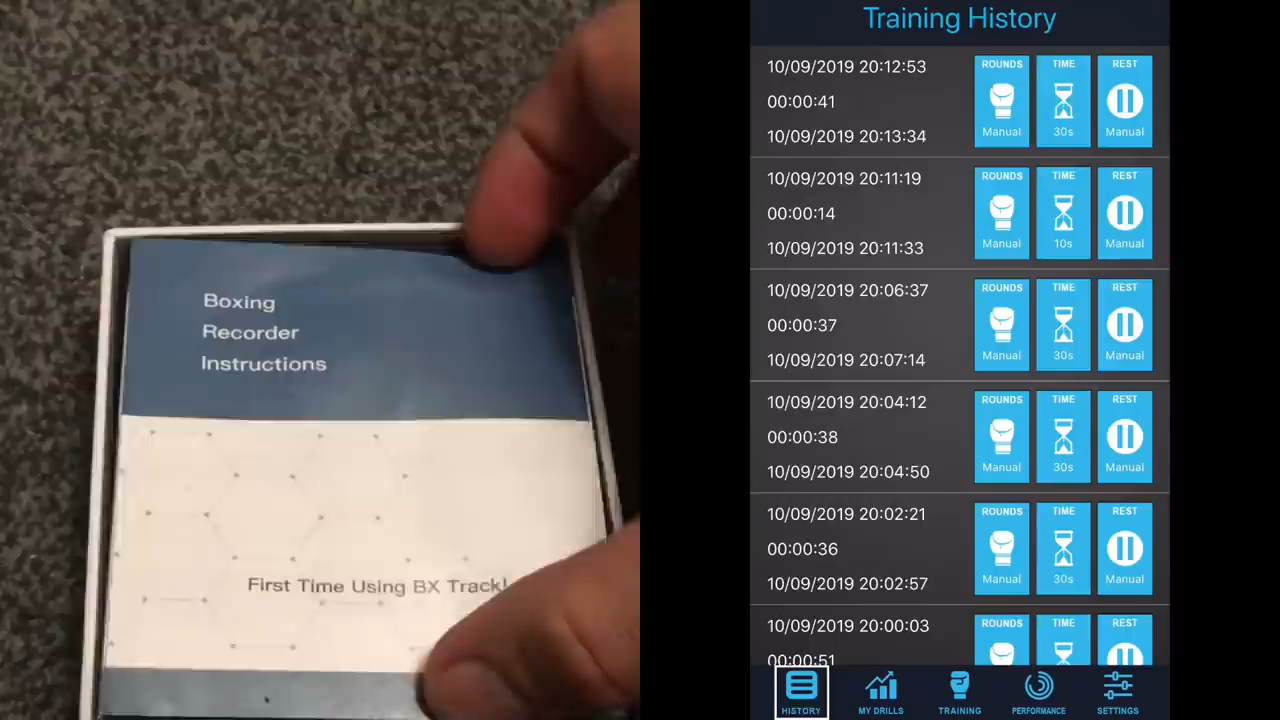 Boxing
Recorder
Instructions
First Time Using BX Track!
Training History
10/09/2019 20:12:53
00:00:41
10/09/2019 20:13:34
ROUNDS
Manual
TIME
30s
REST
Manual
10/09/2019 20:11:19
00:00:14
10/09/2019 20:11:33
ROUNDS
Manual
TIME
10s
REST
Manual
10/09/2019 20:06:37
00:00:37
10/09/2019 20:07:14
ROUNDS
Manual
TIME
30s
REST
Manual
10/09/2019 20:04:12
00:00:38
10/09/2019 20:04:50
ROUNDS
Manual
TIME
30s
REST
Manual
10/09/2019 20:02:21
00:00:36
10/09/2019 20:02:57
ROUNDS
Manual
TIME
30s
REST
Manual
10/09/2019 20:00:03
00:00:51
ROUNDS
TIME
REST
HISTORY
MY DRILLS
TRAINING
PERFORMANCE
SETTINGS